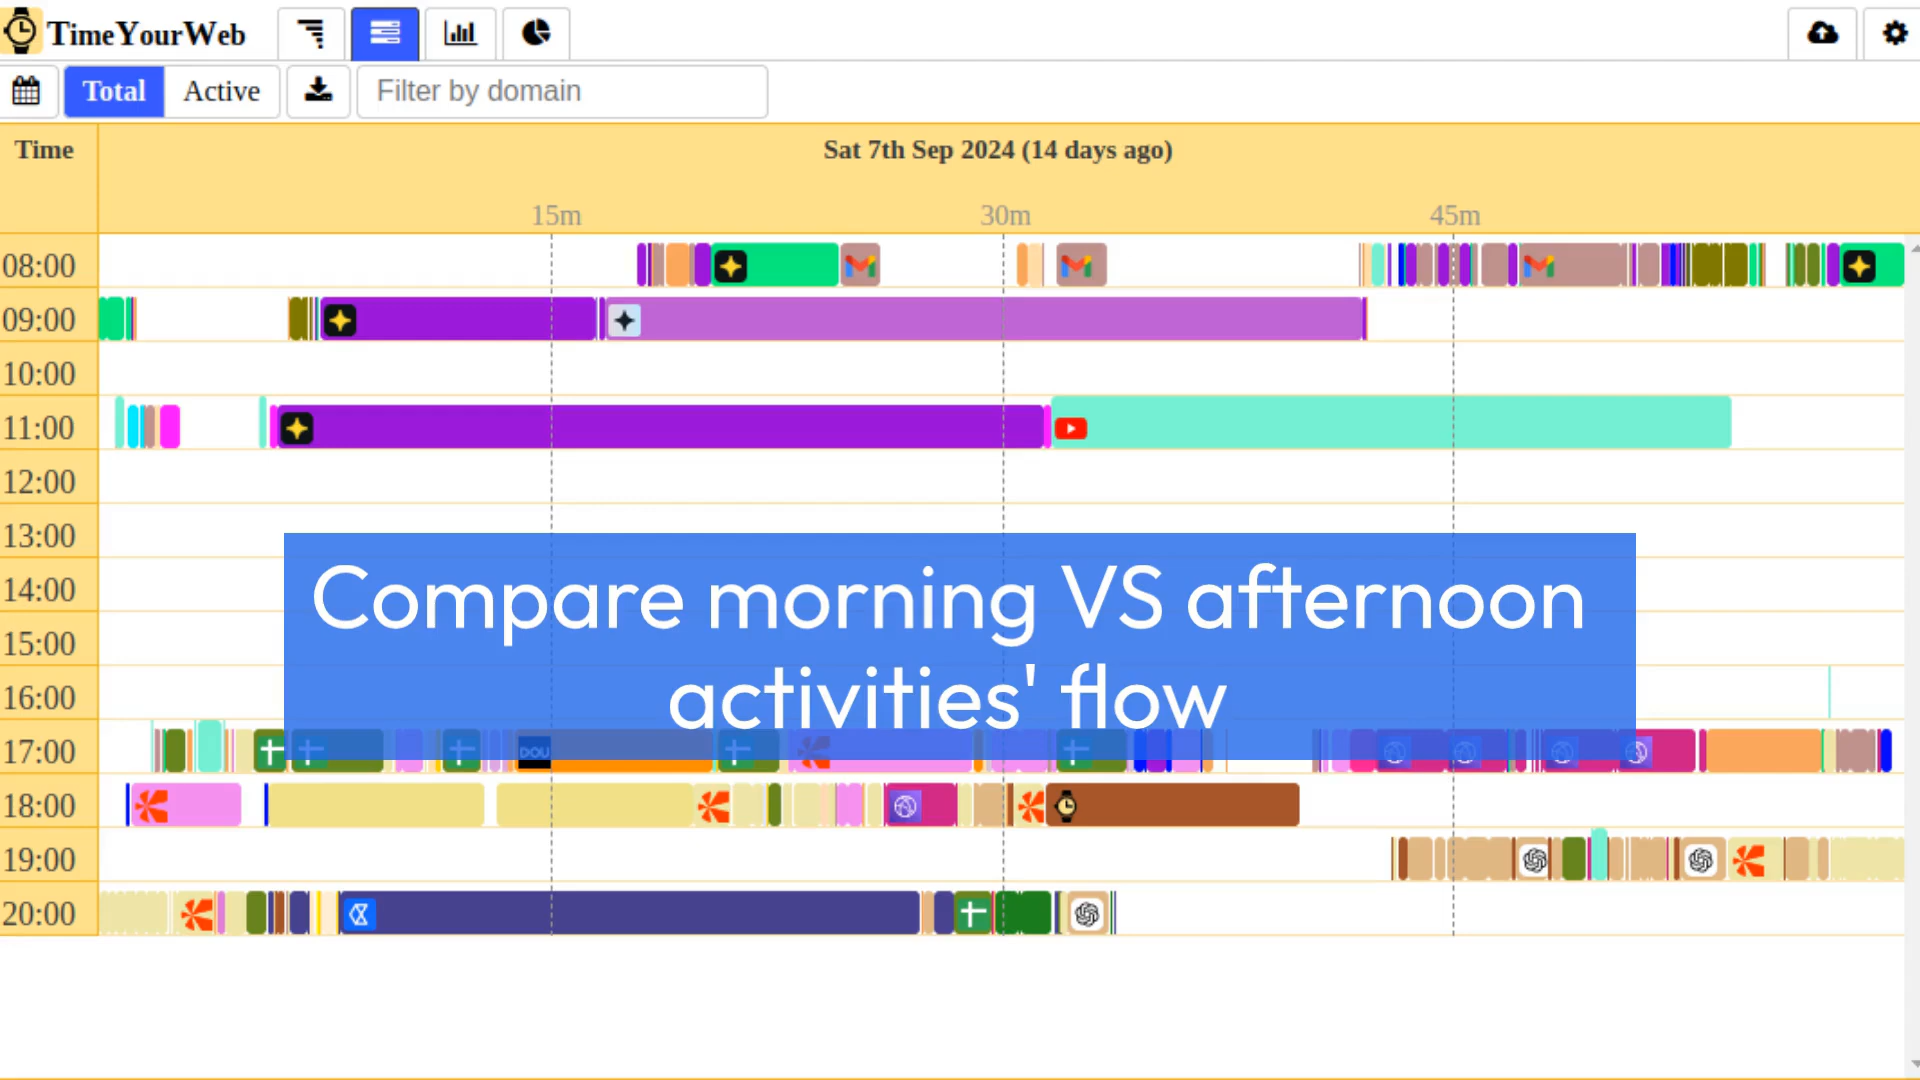 TimeYourWeb
Total Active Filter by domain
Time Sat 7th Sep 2024 (14 days ago)
15m 30m 45m
08:00
09:00
10:00
11:00
12:00
13:00
14:00
15:00
16:00
Compare morning VS afternoon
activities' flow
17:00 DOU
18:00
19:00
20:00